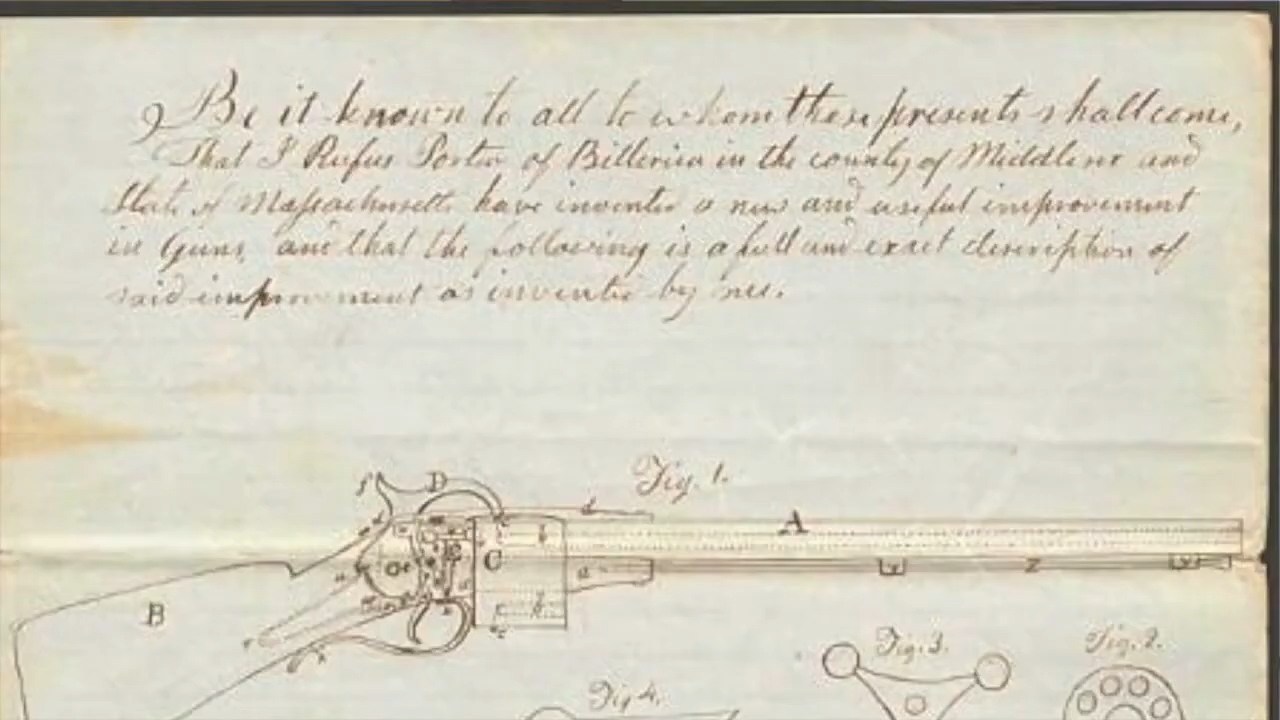 Be it known to all to whom these presents shall come,
That I Rufus Porter of Billerica in the county of Middlesex and
State of Massachusetts have invented a new and useful improvement
in Guns, and that the following is a full and exact description of
said improvement as invented by me.
Fig. 1.
f D d
A
C
B
Z
Fig. 3. Fig. 2.
Fig 4.